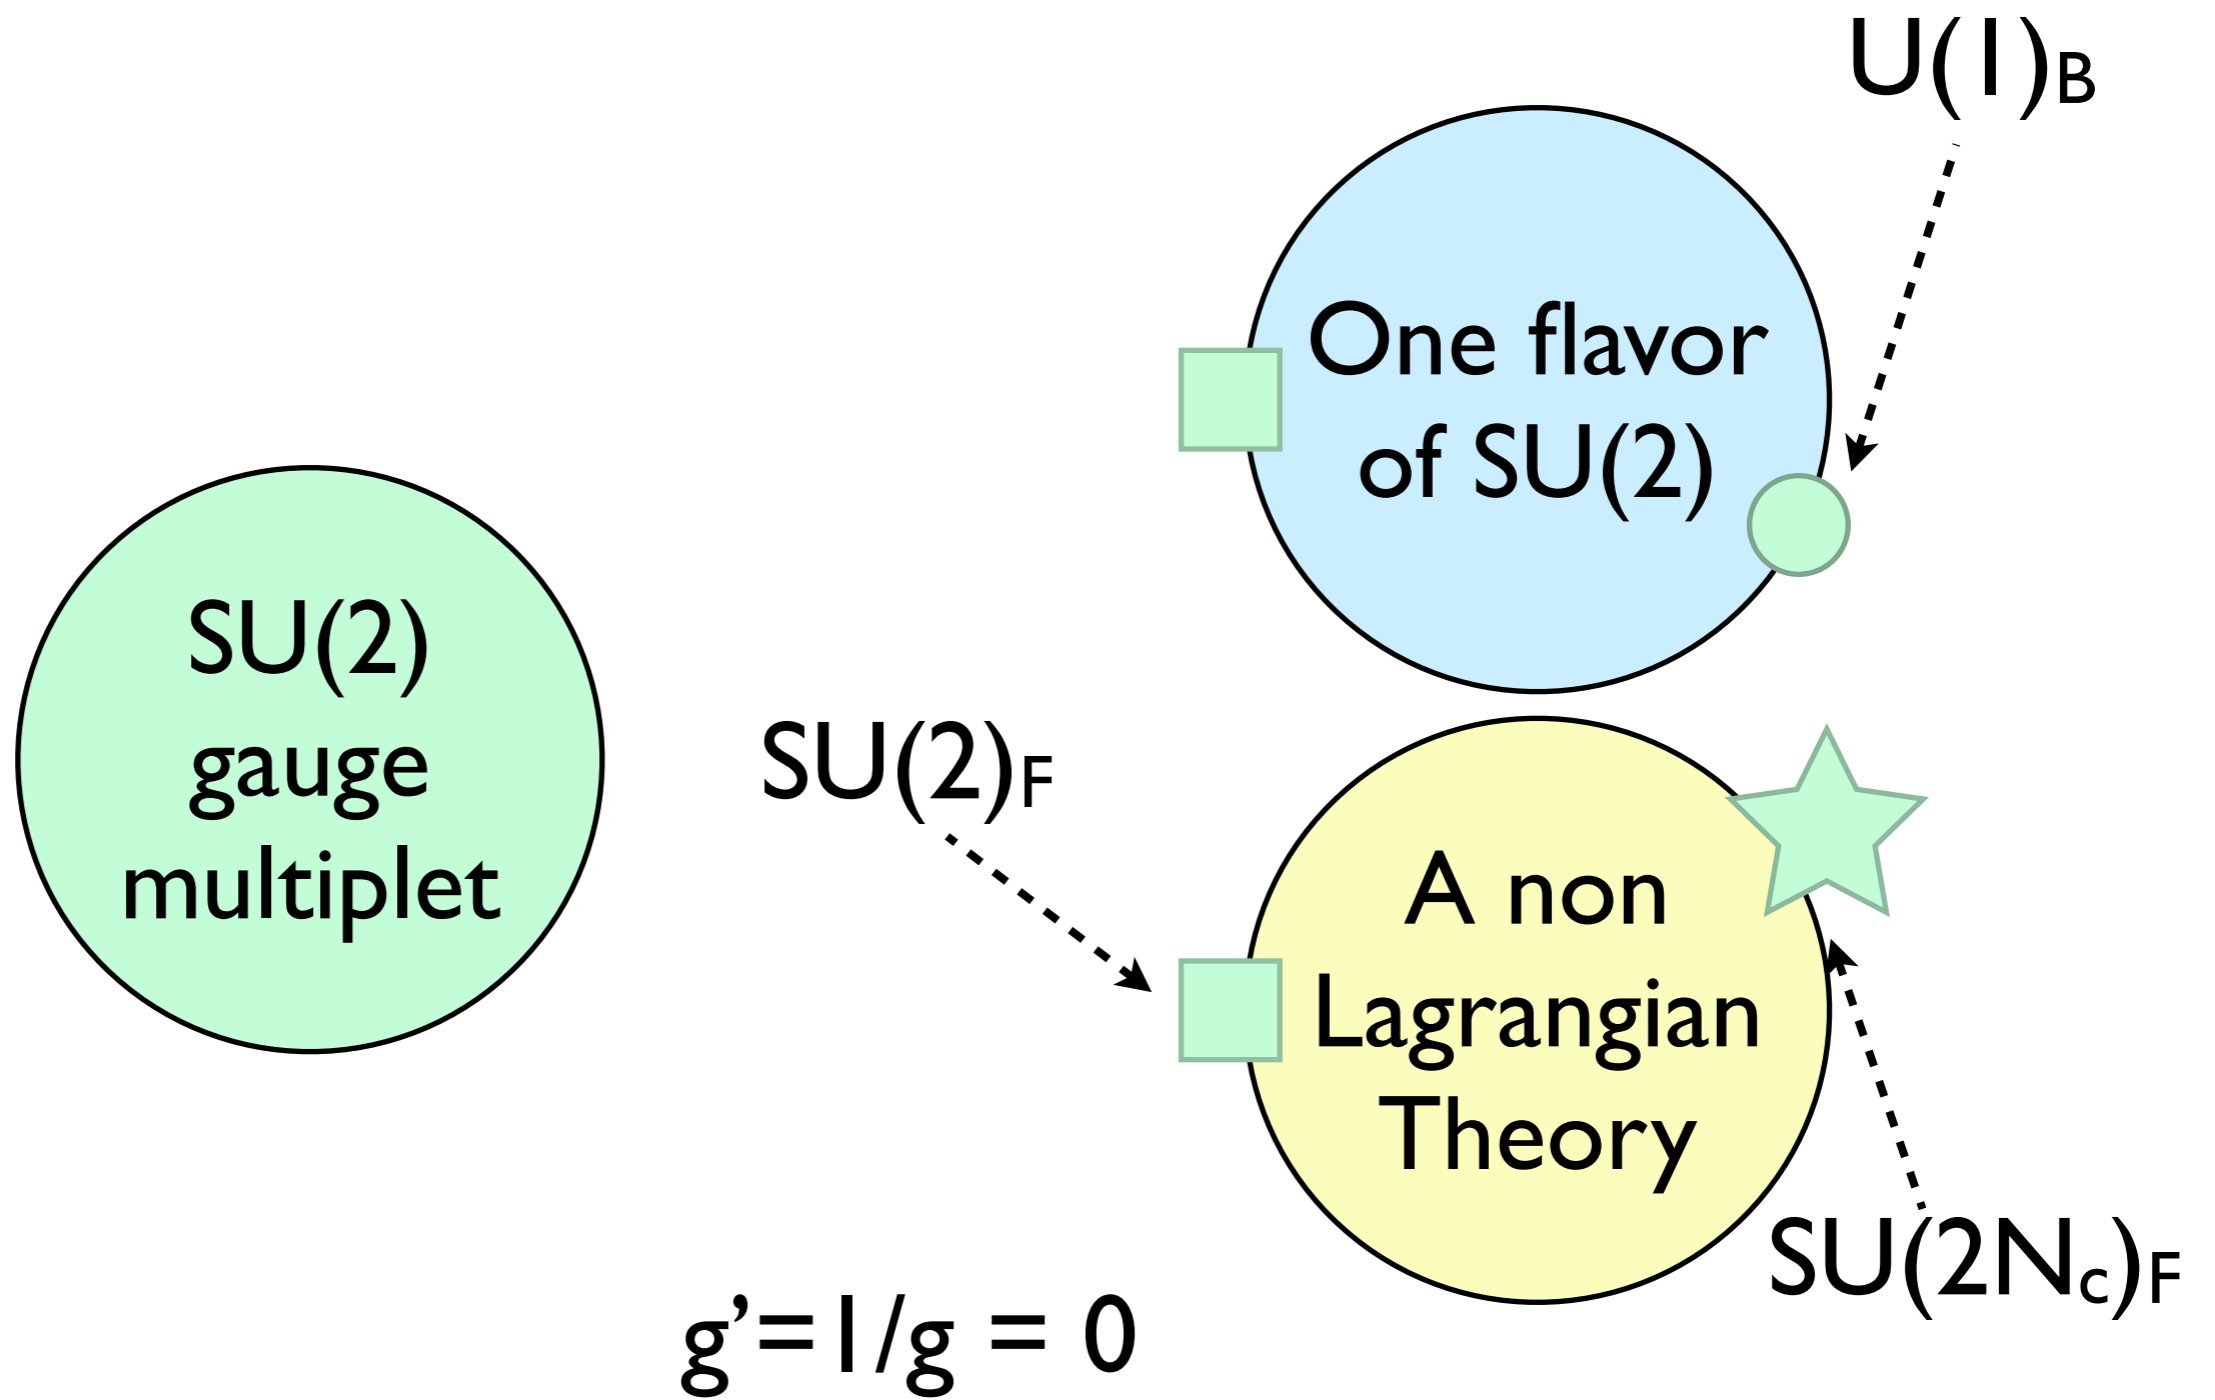 U(1)B
One flavor
of SU(2)
SU(2)
gauge
multiplet
SU(2)F
A non
Lagrangian
Theory
SU(2Nc)F
g’=1/g = 0